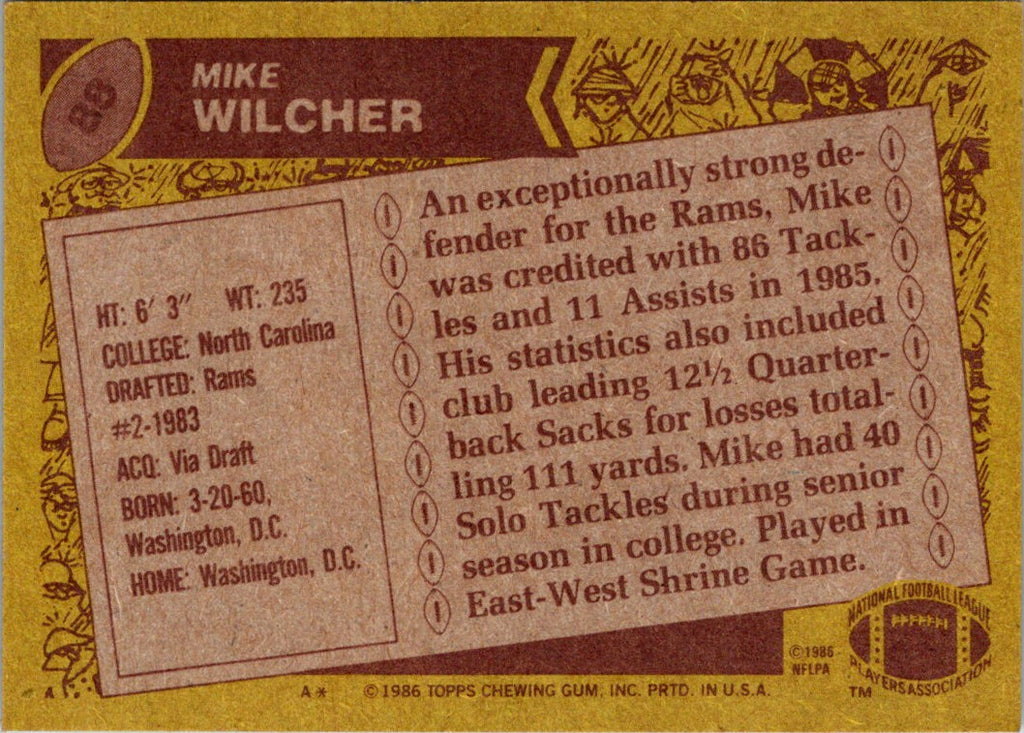 88
MIKE
WILCHER
HT: 6' 3" WT: 235
COLLEGE: North Carolina
DRAFTED: Rams
#2-1983
ACQ: Via Draft
BORN: 3-20-60,
Washington, D.C.
HOME: Washington, D.C.
An exceptionally strong de-
fender for the Rams, Mike
was credited with 86 Tack-
les and 11 Assists in 1985.
His statistics also included
club leading 12½ Quarter-
back Sacks for losses total-
ling 111 yards. Mike had 40
Solo Tackles during senior
season in college. Played in
East-West Shrine Game.
NATIONAL FOOTBALL LEAGUE
PLAYERS ASSOCIATION
TM
©1986
NFLPA
A
A* ©1986 TOPPS CHEWING GUM, INC. PRTD. IN U.S.A.